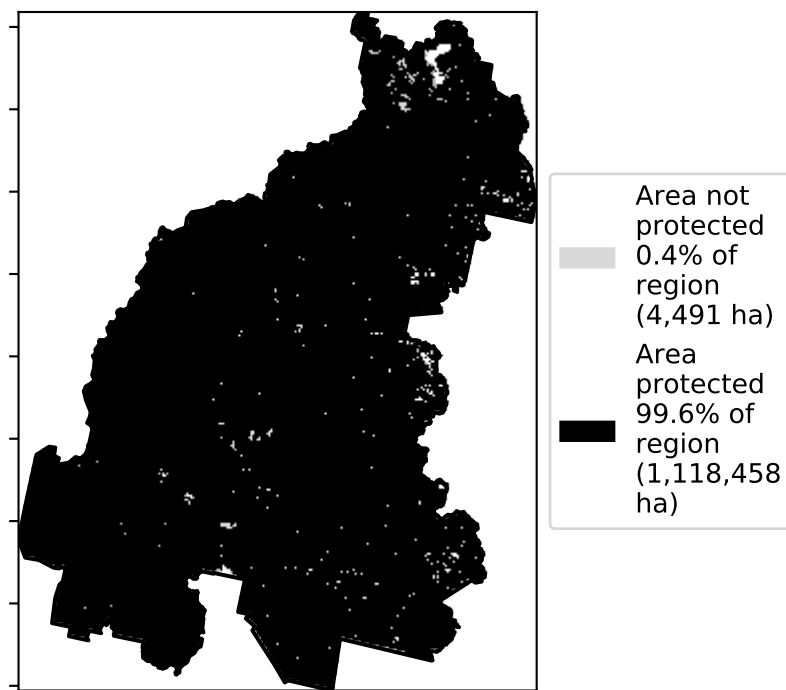 Area not
protected
0.4% of
region
(4,491 ha)
Area
protected
99.6% of
region
(1,118,458
ha)